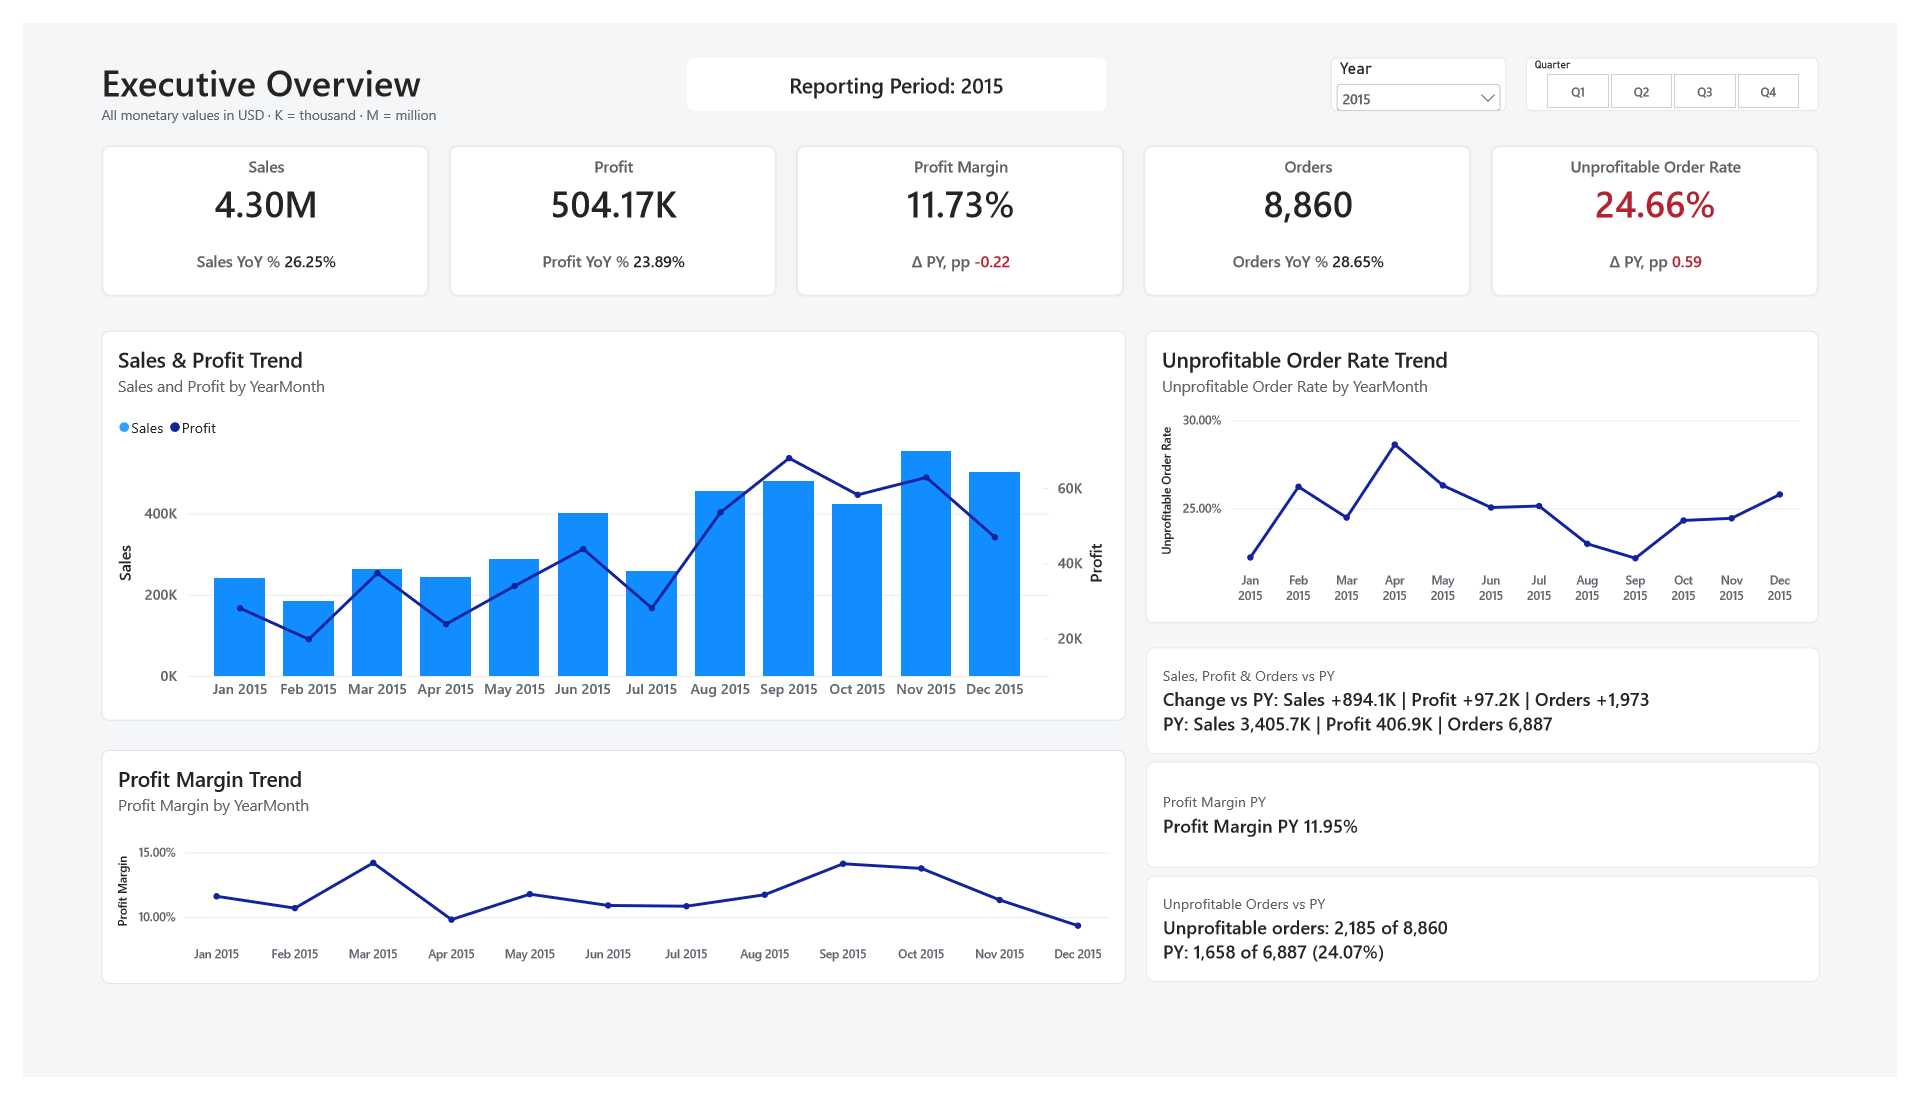 Executive Overview
All monetary values in USD · K = thousand · M = million
Reporting Period: 2015
Year
2015
Quarter
Q1 Q2 Q3 Q4
Sales
4.30M
Sales YoY % 26.25%
Profit
504.17K
Profit YoY % 23.89%
Profit Margin
11.73%
Δ PY, pp -0.22
Orders
8,860
Orders YoY % 28.65%
Unprofitable Order Rate
24.66%
Δ PY, pp 0.59
Sales & Profit Trend
Sales and Profit by YearMonth
Sales Profit
Sales
400K
200K
0K
60K
40K
20K
Profit
Jan 2015 Feb 2015 Mar 2015 Apr 2015 May 2015 Jun 2015 Jul 2015 Aug 2015 Sep 2015 Oct 2015 Nov 2015 Dec 2015
Unprofitable Order Rate Trend
Unprofitable Order Rate by YearMonth
Unprofitable Order Rate
30.00%
25.00%
Jan Feb Mar Apr May Jun Jul Aug Sep Oct Nov Dec
2015 2015 2015 2015 2015 2015 2015 2015 2015 2015 2015 2015
Profit Margin Trend
Profit Margin by YearMonth
Profit Margin
15.00%
10.00%
Jan 2015 Feb 2015 Mar 2015 Apr 2015 May 2015 Jun 2015 Jul 2015 Aug 2015 Sep 2015 Oct 2015 Nov 2015 Dec 2015
Sales, Profit & Orders vs PY
Change vs PY: Sales +894.1K | Profit +97.2K | Orders +1,973
PY: Sales 3,405.7K | Profit 406.9K | Orders 6,887
Profit Margin PY
Profit Margin PY 11.95%
Unprofitable Orders vs PY
Unprofitable orders: 2,185 of 8,860
PY: 1,658 of 6,887 (24.07%)